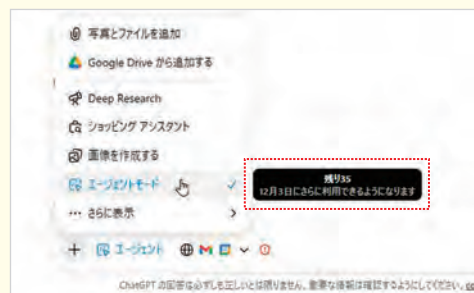 写真とファイルを追加
Google Drive から追加する
Deep Research
ショッピング アシスタント
画像を作成する
エージェントモード
残り35
12月3日にさらに利用できるようになります
さらに表示
エージェント
ChatGPT の回答は必ずしも正しいとは限りません。重要な情報は確認するようにしてください。